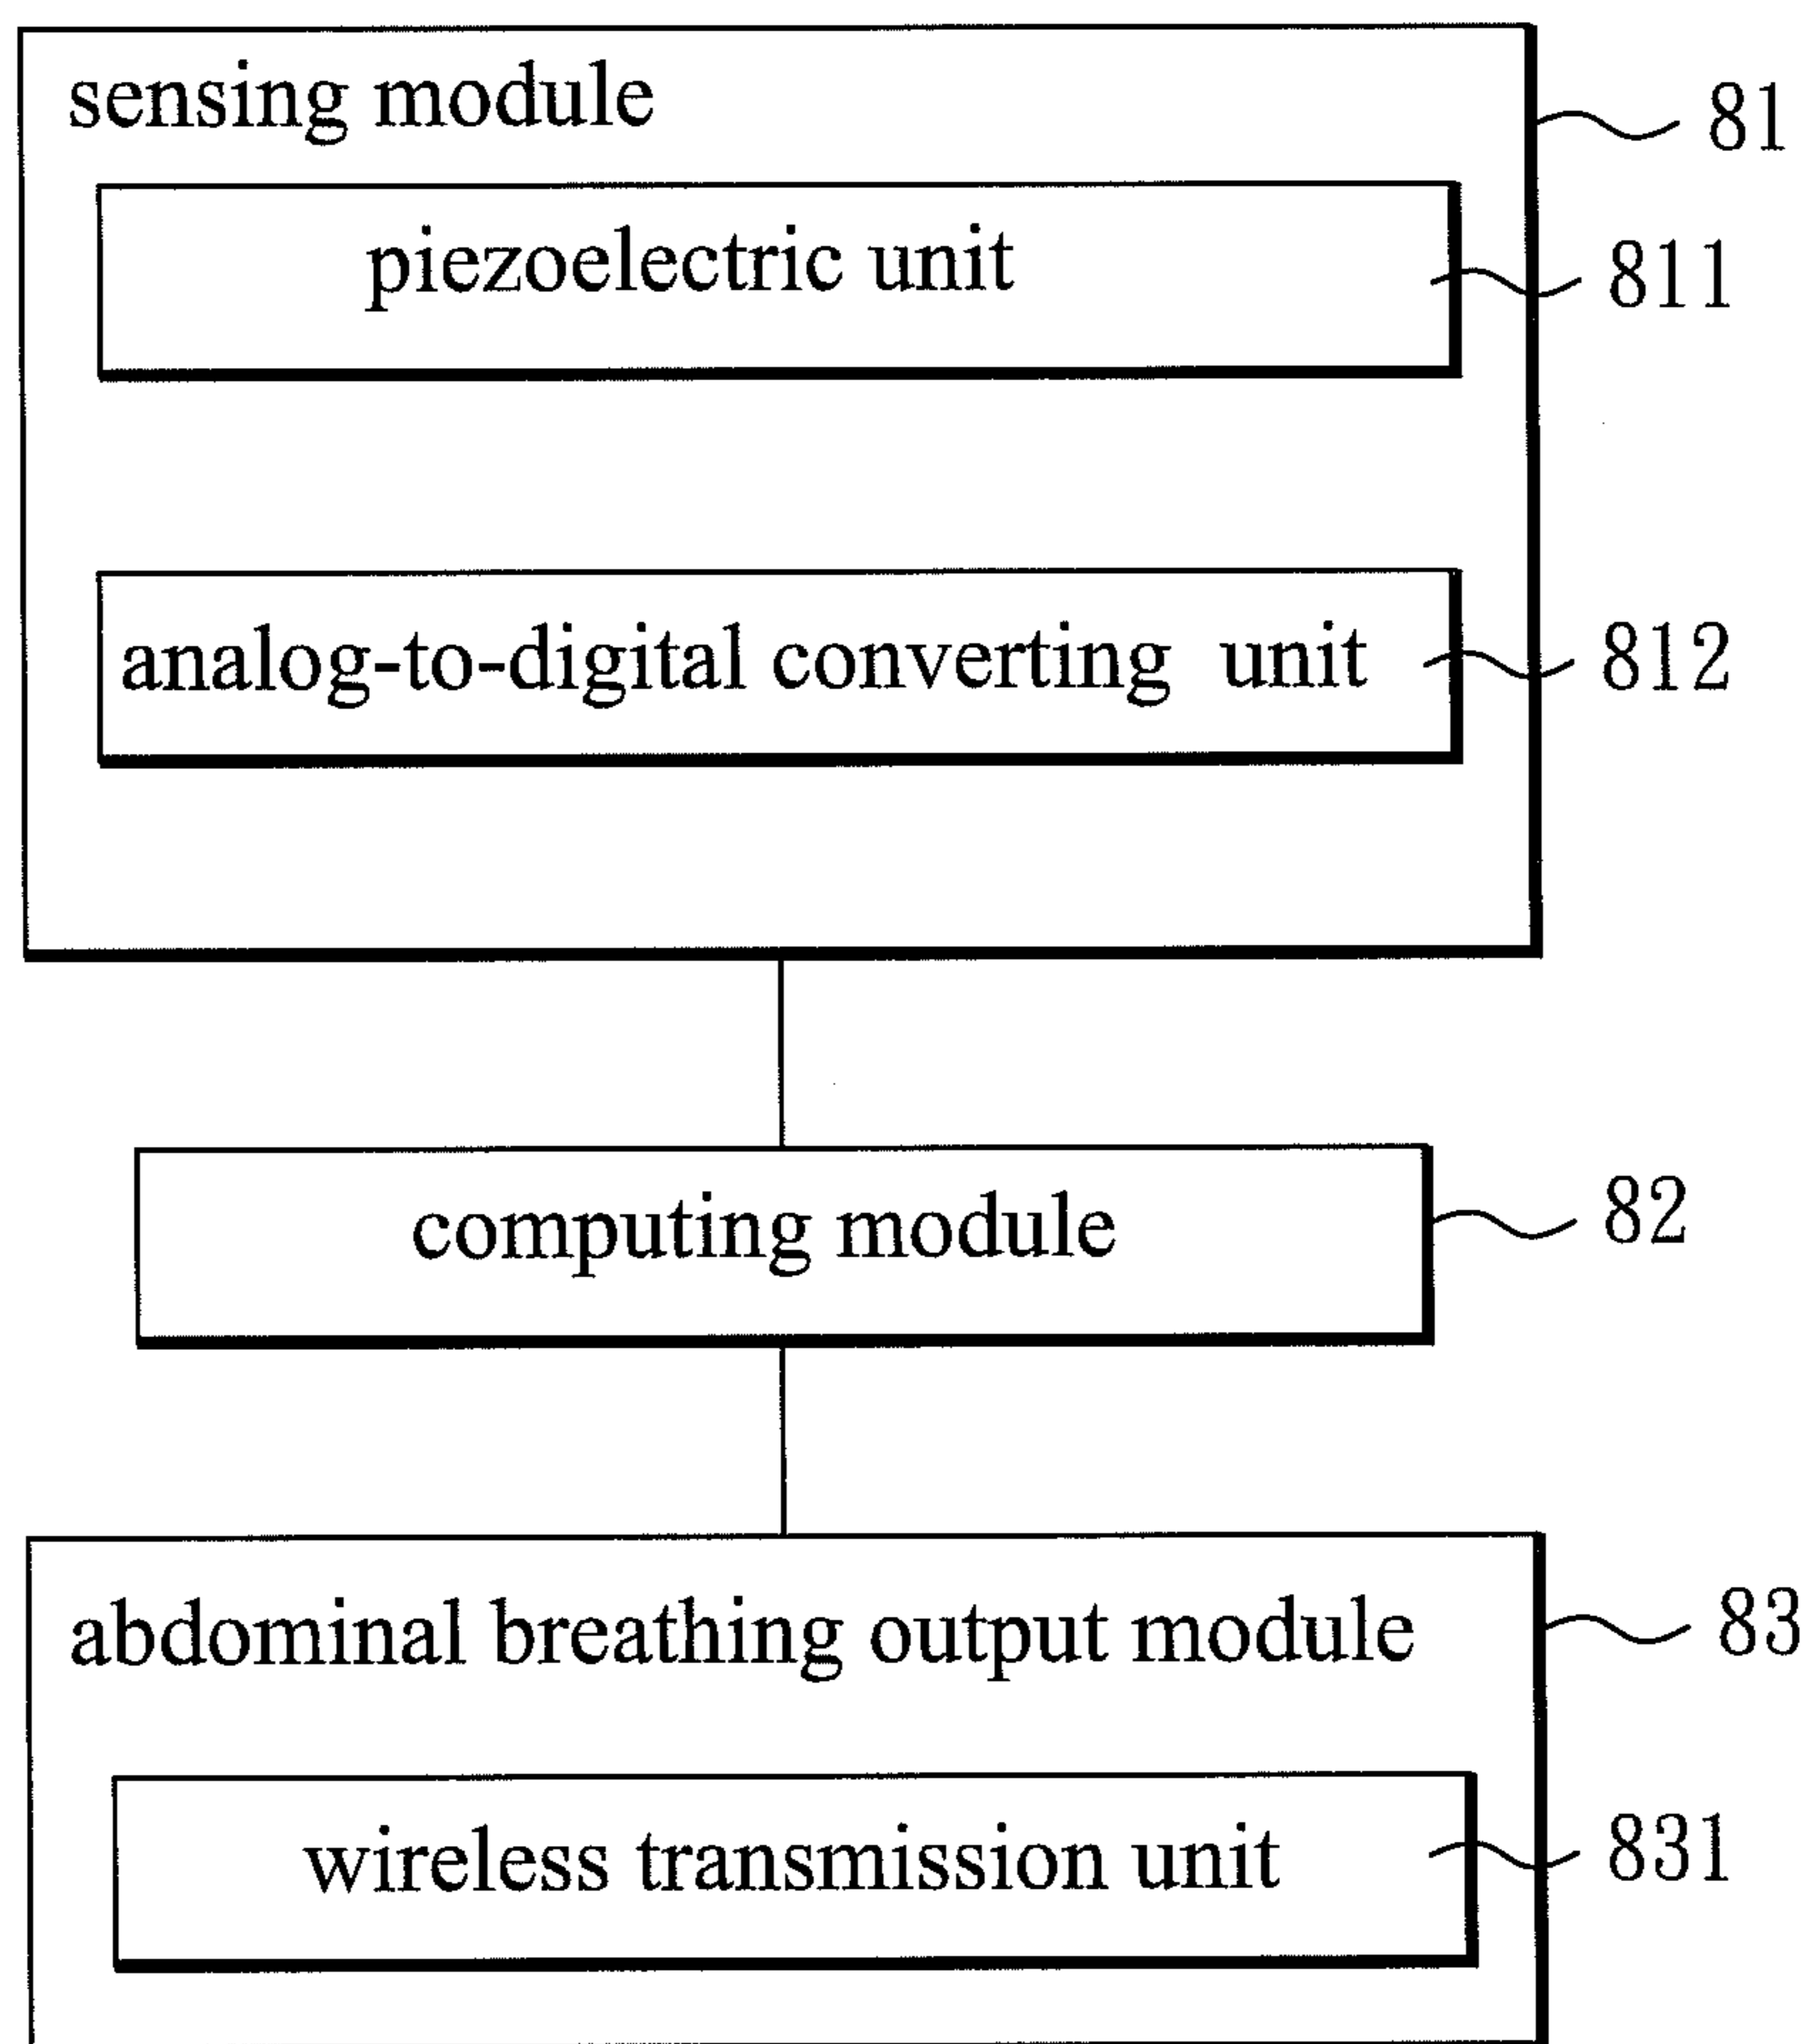 sensing module
81
piezoelectric unit
811
analog-to-digital converting unit
812
computing module
82
abdominal breathing output module
83
wireless transmission unit
831